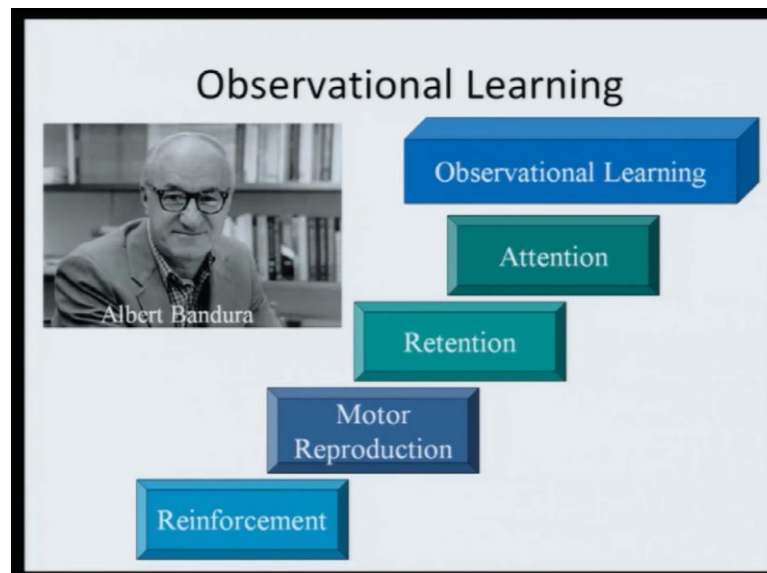 Observational Learning
Observational Learning
Attention
Albert Bandura
Retention
Motor
Reproduction
Reinforcement